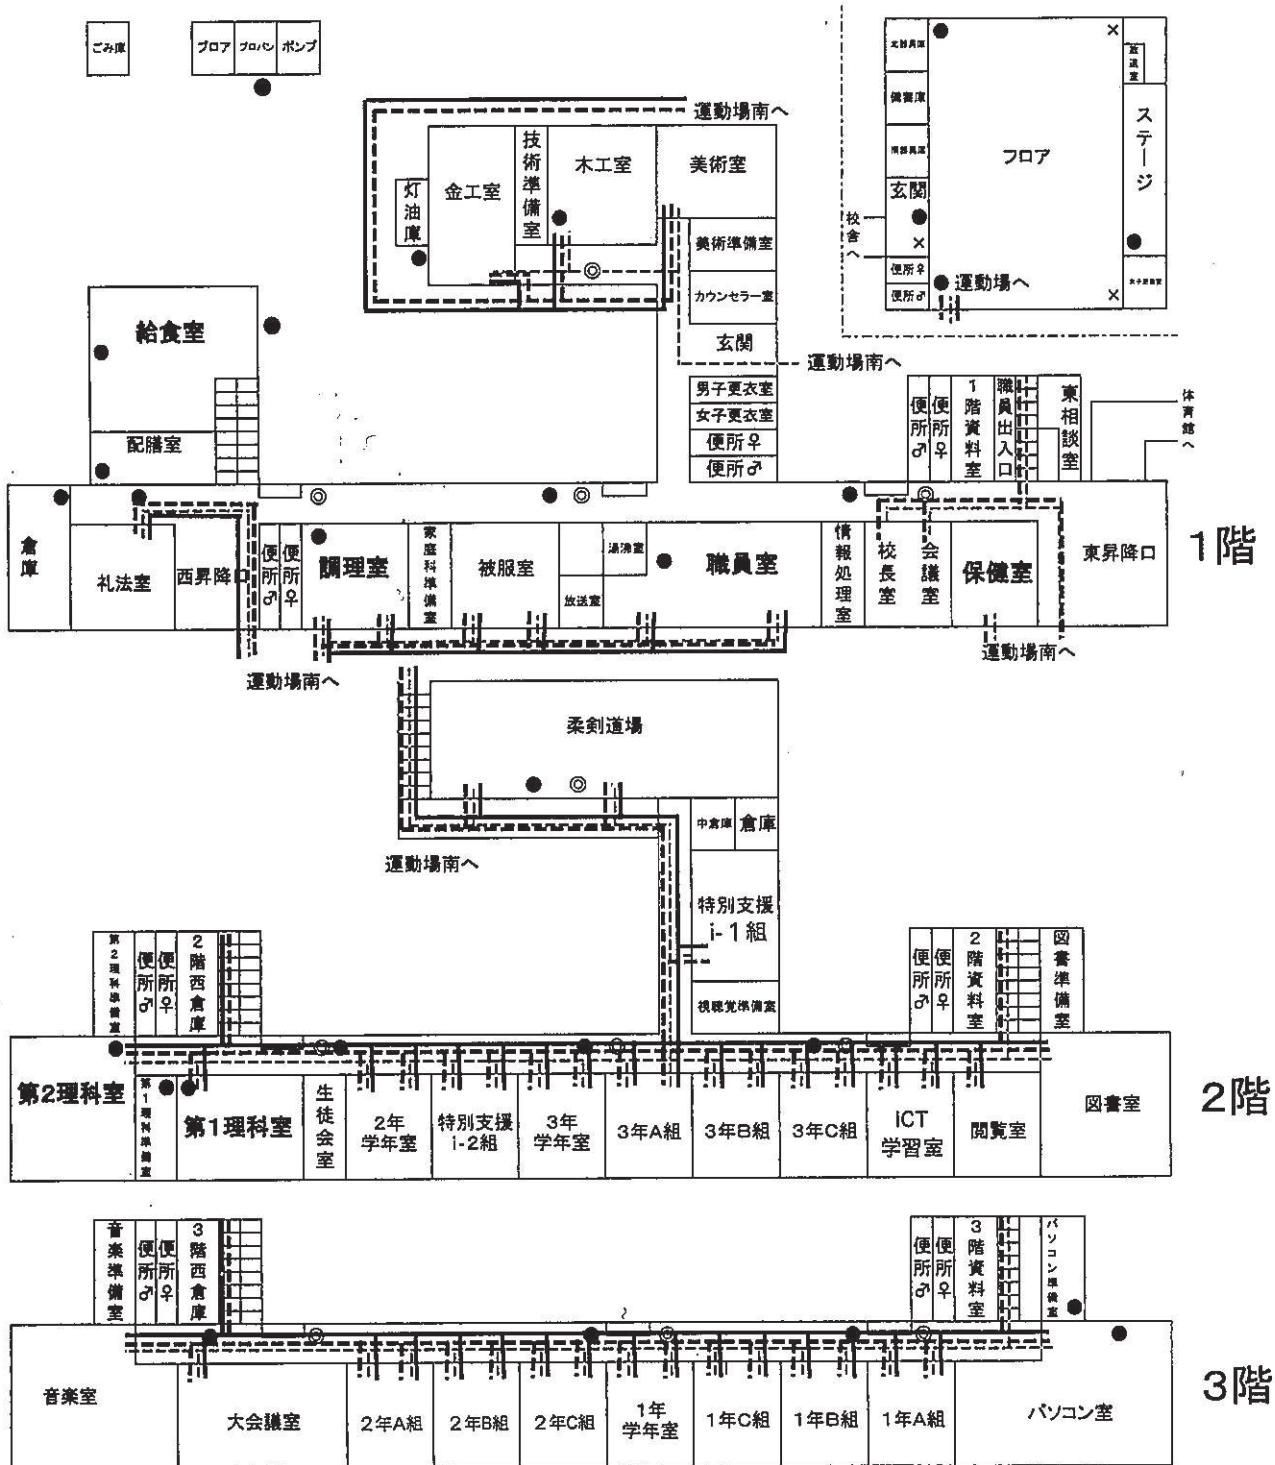 ごみ庫
ブロア
プロパン
ポンプ
運動場南へ
技術準備室
木工室
美術室
灯油庫
金工室
美術準備室
カウンセラー室
玄関
運動場南へ
備蓄庫
放送室
ステージ
フロア
玄関
校舎へ
便所♀
便所♂
運動場へ
× × × ×
給食室
配膳室
男子更衣室
女子更衣室
便所♀
便所♂
便所♂
便所♀
1階資料室
職員出入口
東相談室
体育館へ
倉庫
礼法室
西昇降口
便所♂
便所♀
調理室
家庭科準備室
被服室
湯沸室
放送室
職員室
情報処理室
校長室
会議室
保健室
東昇降口
1階
運動場南へ
運動場南へ
柔剣道場
中倉庫
倉庫
運動場南へ
特別支援
i-1組
視聴覚準備室
第2理科準備室
便所♂
便所♀
2階西倉庫
便所♂
便所♀
2階資料室
図書準備室
第2理科室
第1理科準備室
第1理科室
生徒会室
2年
学年室
特別支援
i-2組
3年
学年室
3年A組
3年B組
3年C組
ICT
学習室
閲覧室
図書室
2階
音楽準備室
便所♂
便所♀
3階西倉庫
便所♂
便所♀
3階資料室
パソコン準備室
音楽室
大会議室
2年A組
2年B組
2年C組
1年
学年室
1年C組
1年B組
1年A組
パソコン室
3階